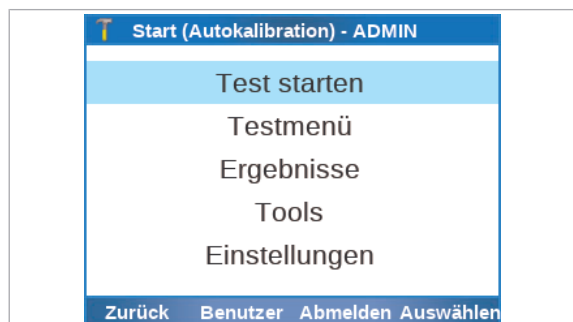 Start (Autokalibration) - ADMIN
Test starten
Testmenü
Ergebnisse
Tools
Einstellungen
Zurück Benutzer Abmelden Auswählen